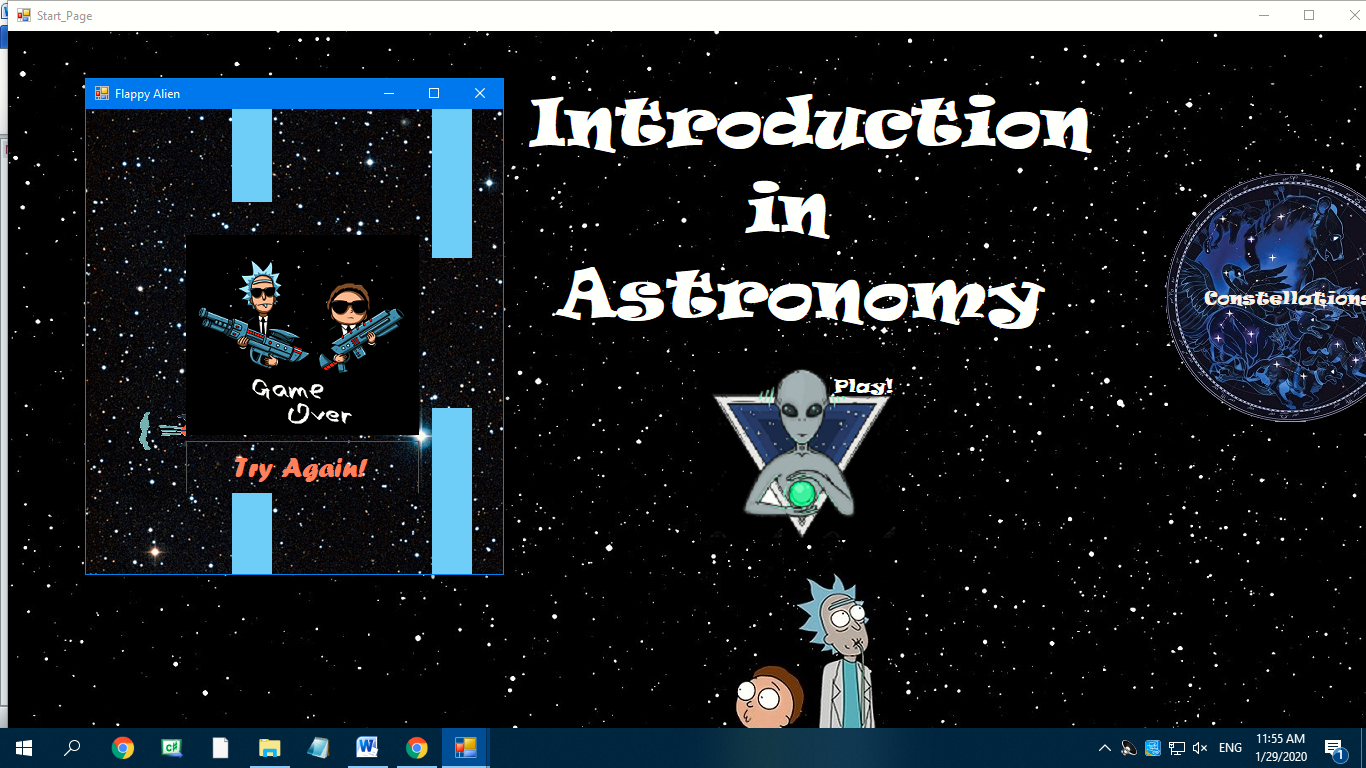 Start_Page
Flappy Alien
Introduction
in
Astronomy
Constellations
Play!
Game
Over
Try Again!
ENG
11:55 AM
1/29/2020
1